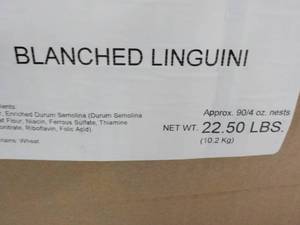 BLANCHED LINGUINI
Enriched Durum Semolina (Durum Semolina
Flour, Niacin, Ferrous Sulfate, Thiamine
Riboflavin, Folic Acid).
Wheat
Approx. 90/4 oz. nests
NET WT. 22.50 LBS.
(10.2 Kg)